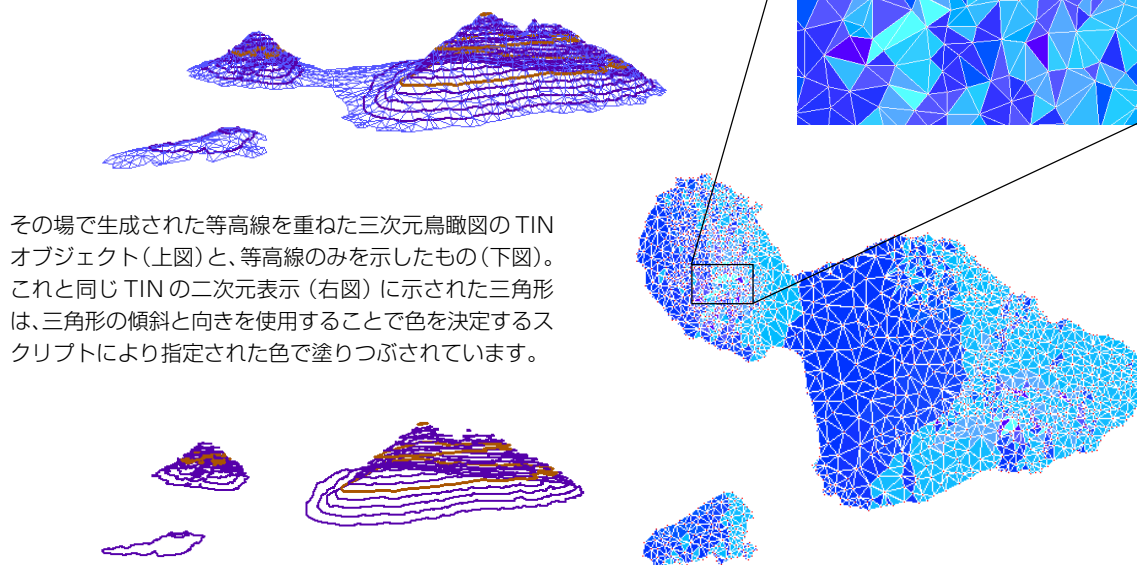 その場で生成された等高線を重ねた三次元鳥瞰図の TIN
オブジェクト（上図）と、等高線のみを示したもの（下図）。
これと同じ TIN の二次元表示（右図）に示された三角形
は、三角形の傾斜と向きを使用することで色を決定するス
クリプトにより指定された色で塗りつぶされています。